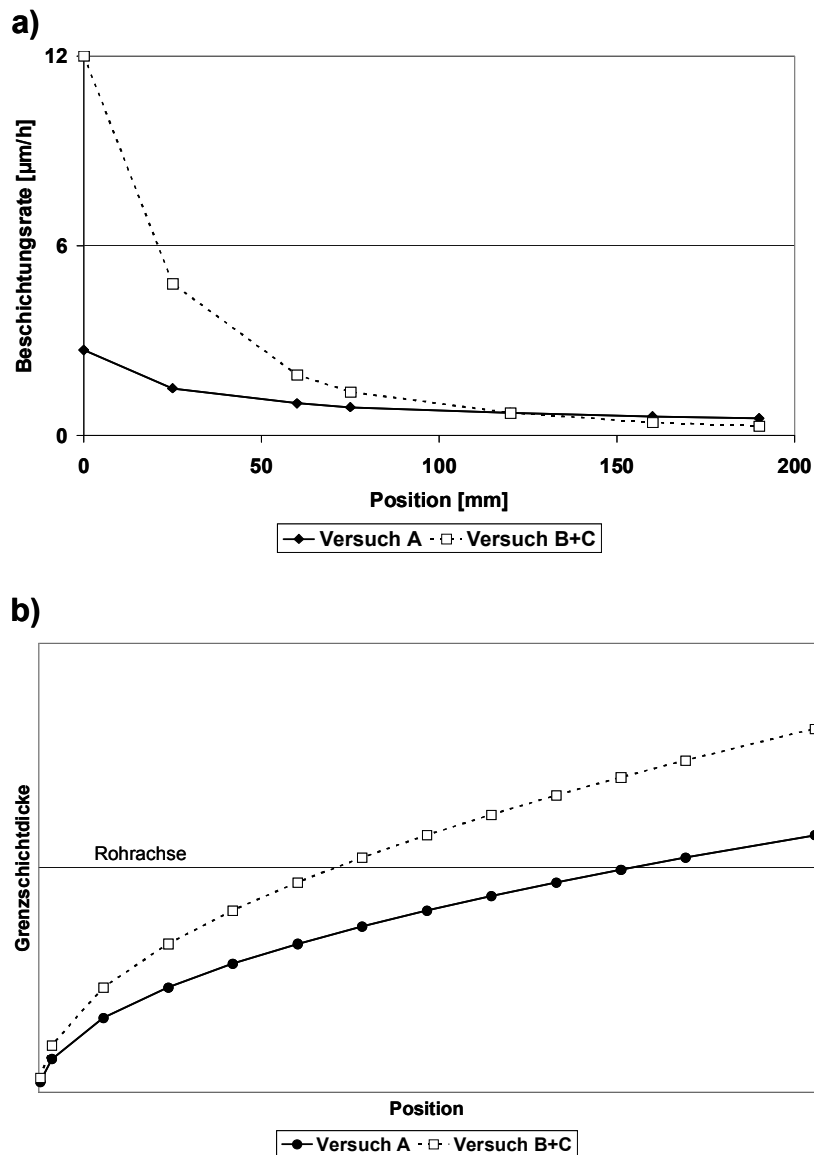 a)
12
6
0
Beschichtungsrate [µm/h]
0 50 100 150 200
Position [mm]
Versuch A Versuch B+C
b)
Rohrachse
Grenzschichtdicke
Position
Versuch A Versuch B+C